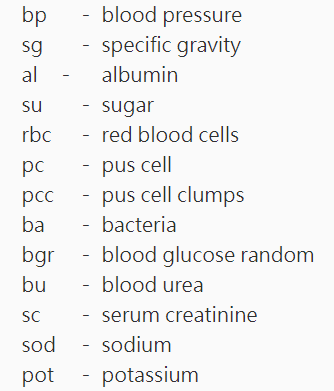 bp - blood pressure
sg - specific gravity
al - albumin
su - sugar
rbc - red blood cells
pc - pus cell
pcc - pus cell clumps
ba - bacteria
bgr - blood glucose random
bu - blood urea
sc - serum creatinine
sod - sodium
pot - potassium